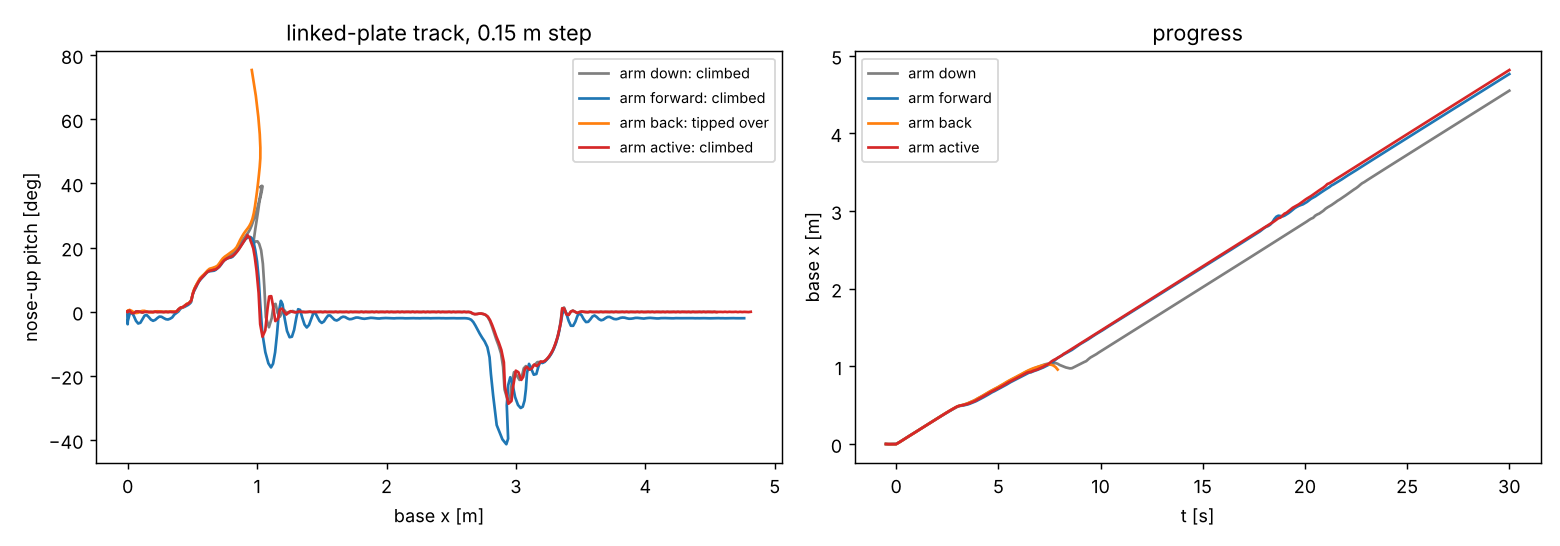 linked-plate track, 0.15 m step
nose-up pitch [deg]
80
60
40
20
0
−20
−40
0
1
2
3
4
5
base x [m]
arm down: climbed
arm forward: climbed
arm back: tipped over
arm active: climbed
progress
base x [m]
5
4
3
2
1
0
0
5
10
15
20
25
30
t [s]
arm down
arm forward
arm back
arm active